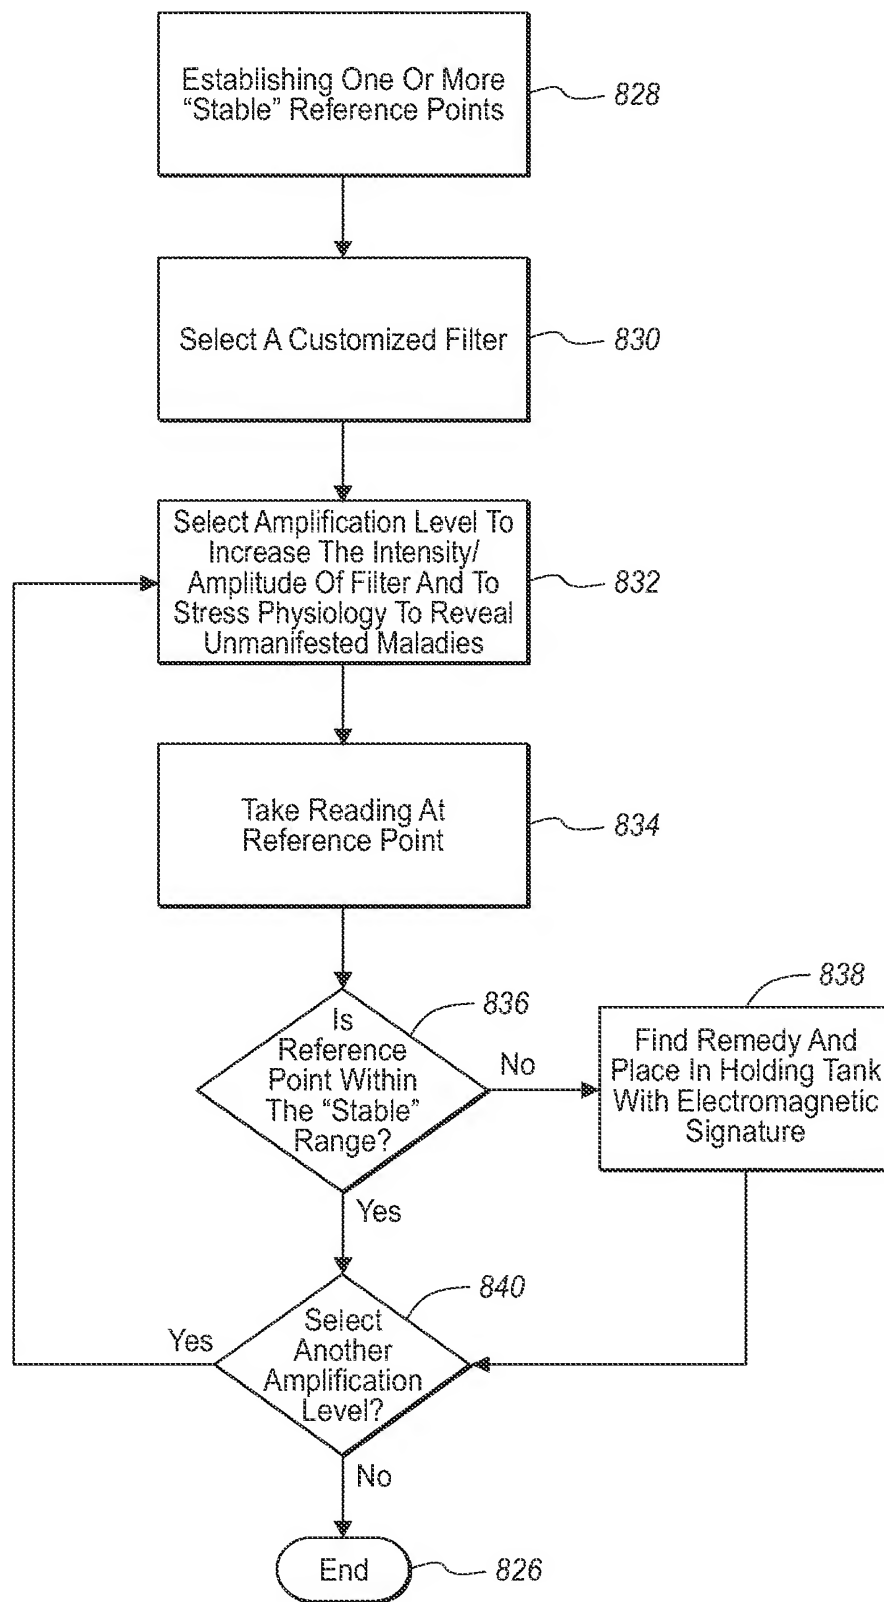 Establishing One Or More
“Stable” Reference Points
828
Select A Customized Filter
830
Select Amplification Level To
Increase The Intensity/
Amplitude Of Filter And To
Stress Physiology To Reveal
Unmanifested Maladies
832
Take Reading At
Reference Point
834
836
Is
Reference
Point Within
The “Stable”
Range?
No
Yes
838
Find Remedy And
Place In Holding Tank
With Electromagnetic
Signature
840
Select
Another
Amplification
Level?
Yes
No
End
826